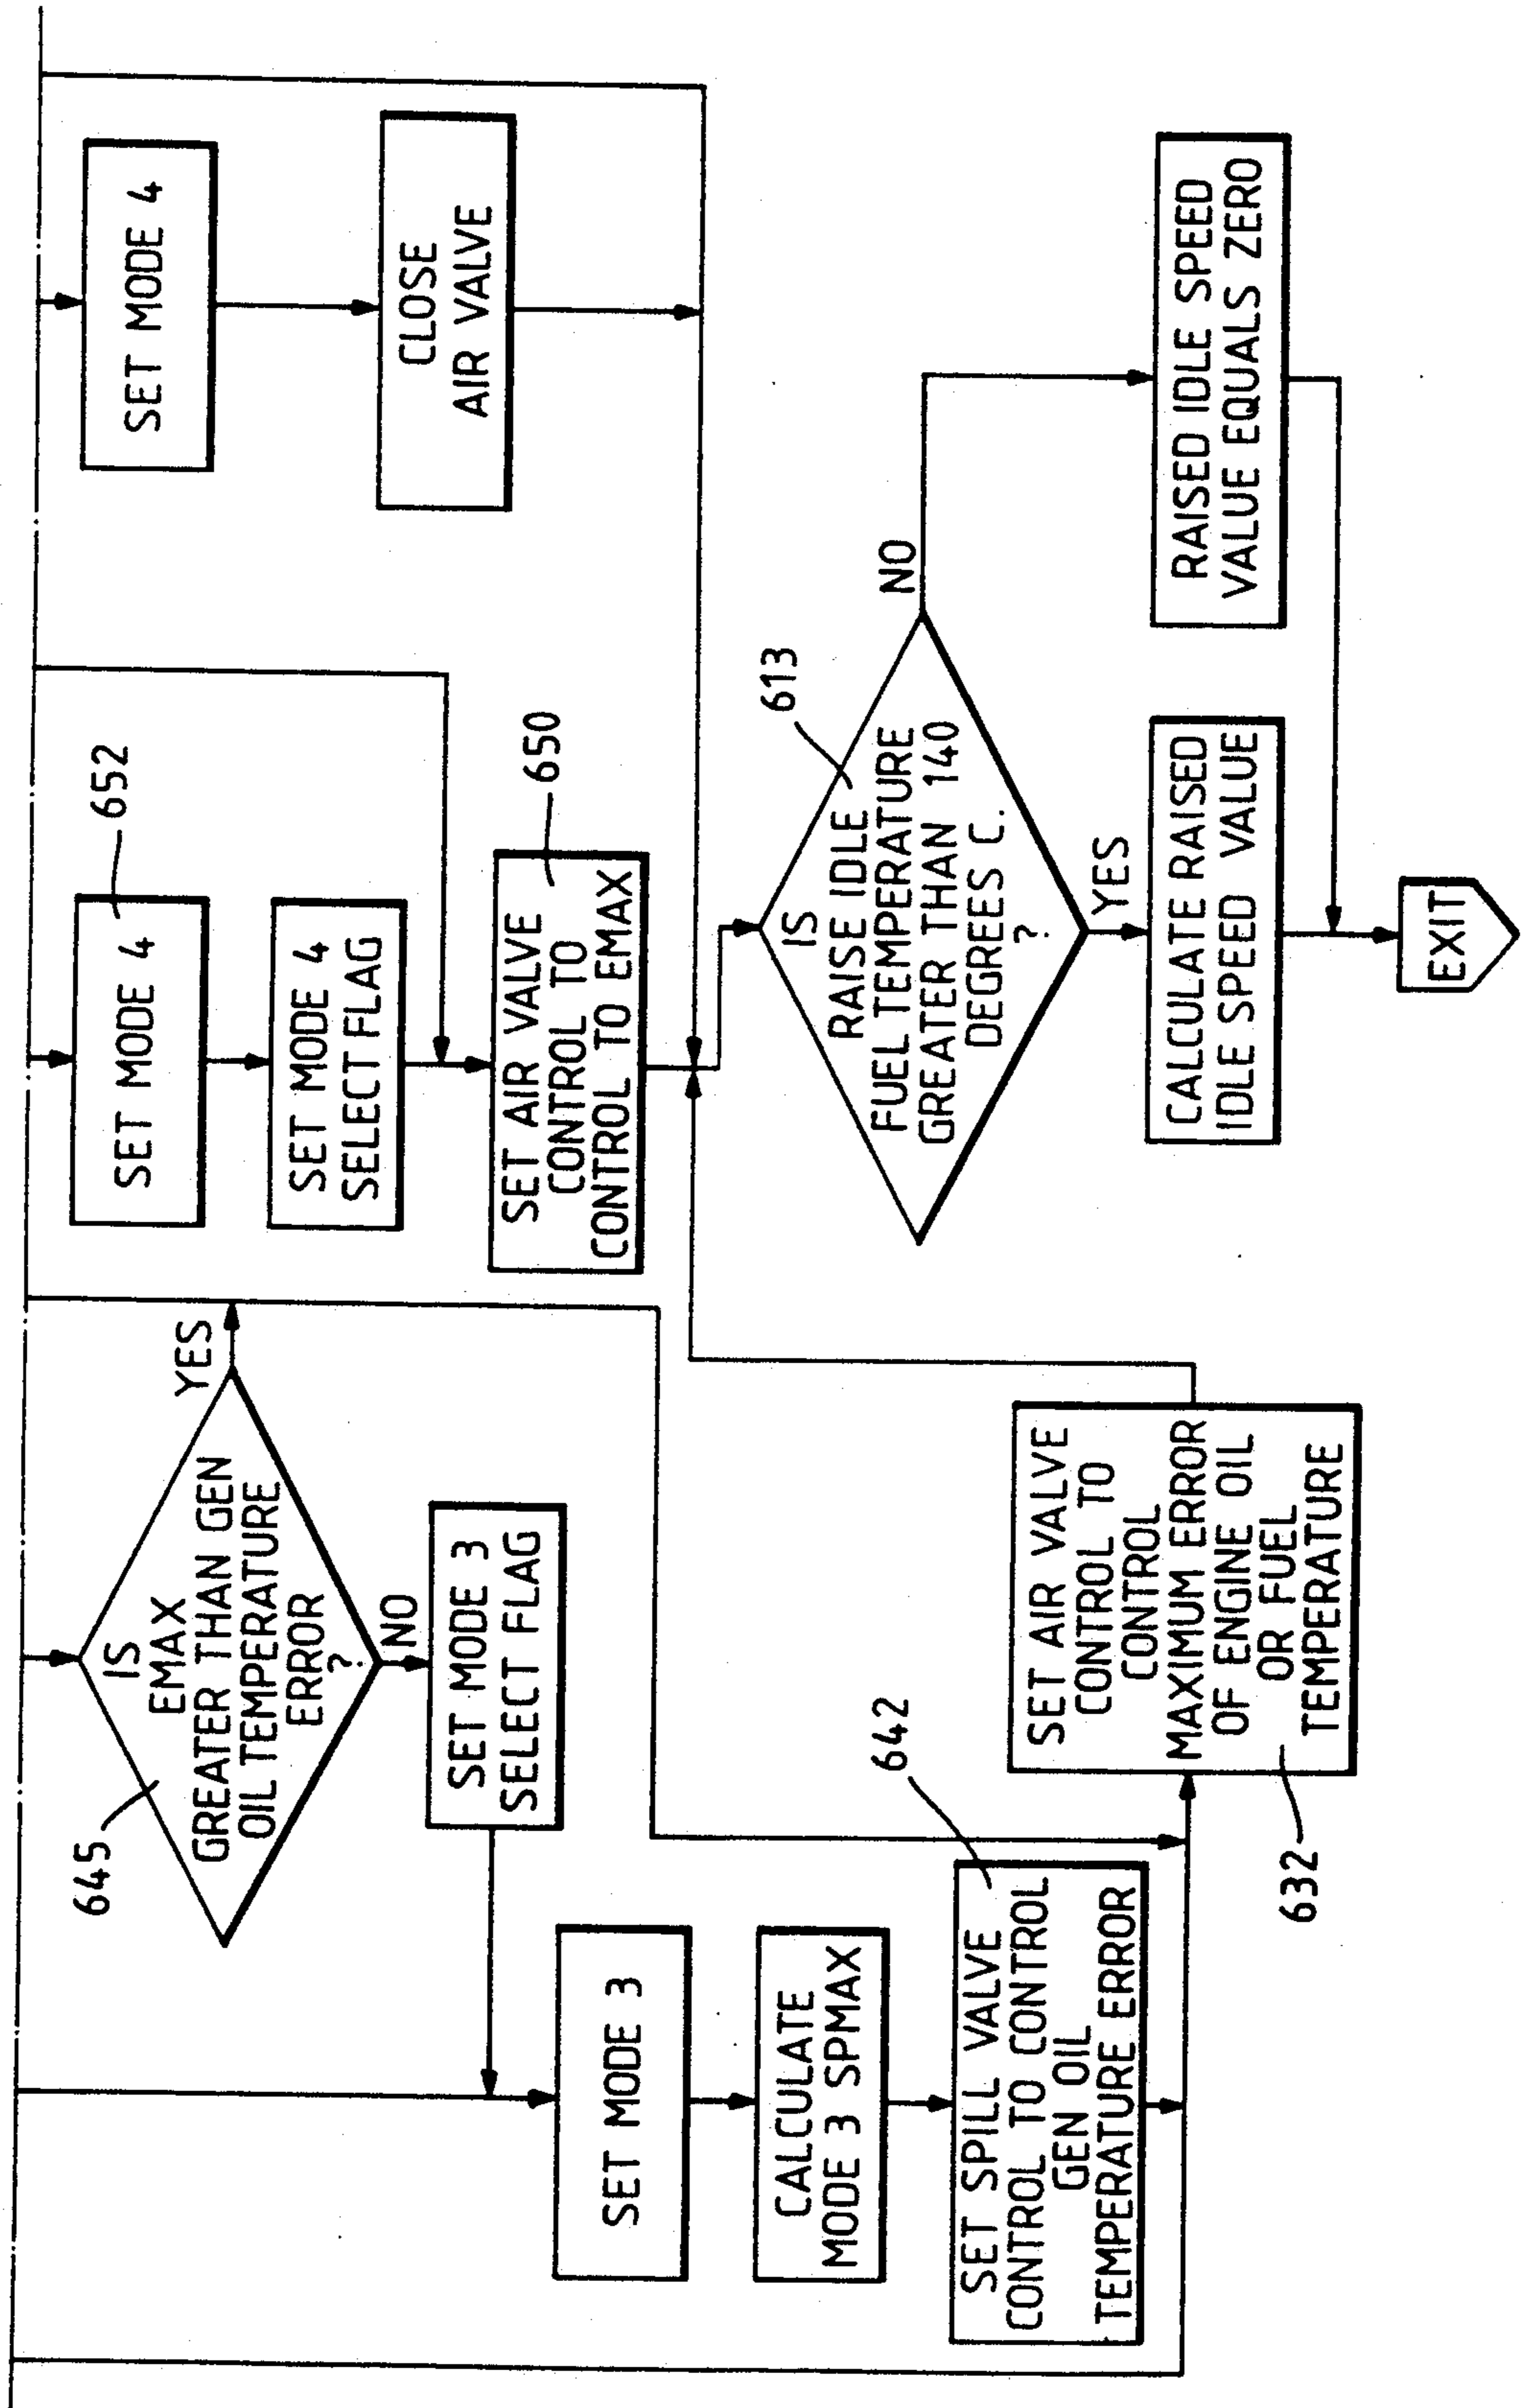 645
IS
EMAX
GREATER THAN GEN
OIL TEMPERATURE
ERROR
?
YES
NO
SET MODE 3
SELECT FLAG
SET MODE 3
CALCULATE
MODE 3 SPMAX
642
SET SPILL VALVE
CONTROL TO CONTROL
GEN OIL
TEMPERATURE ERROR
632
SET AIR VALVE
CONTROL TO
CONTROL
MAXIMUM ERROR
OF ENGINE OIL
OR FUEL
TEMPERATURE
652
SET MODE 4
SET MODE 4
SELECT FLAG
650
SET AIR VALVE
CONTROL TO
CONTROL TO EMAX
SET MODE 4
CLOSE
AIR VALVE
613
IS
RAISE IDLE
FUEL TEMPERATURE
GREATER THAN 140
DEGREES C.
?
NO
YES
CALCULATE RAISED
IDLE SPEED VALUE
RAISED IDLE SPEED
VALUE EQUALS ZERO
EXIT